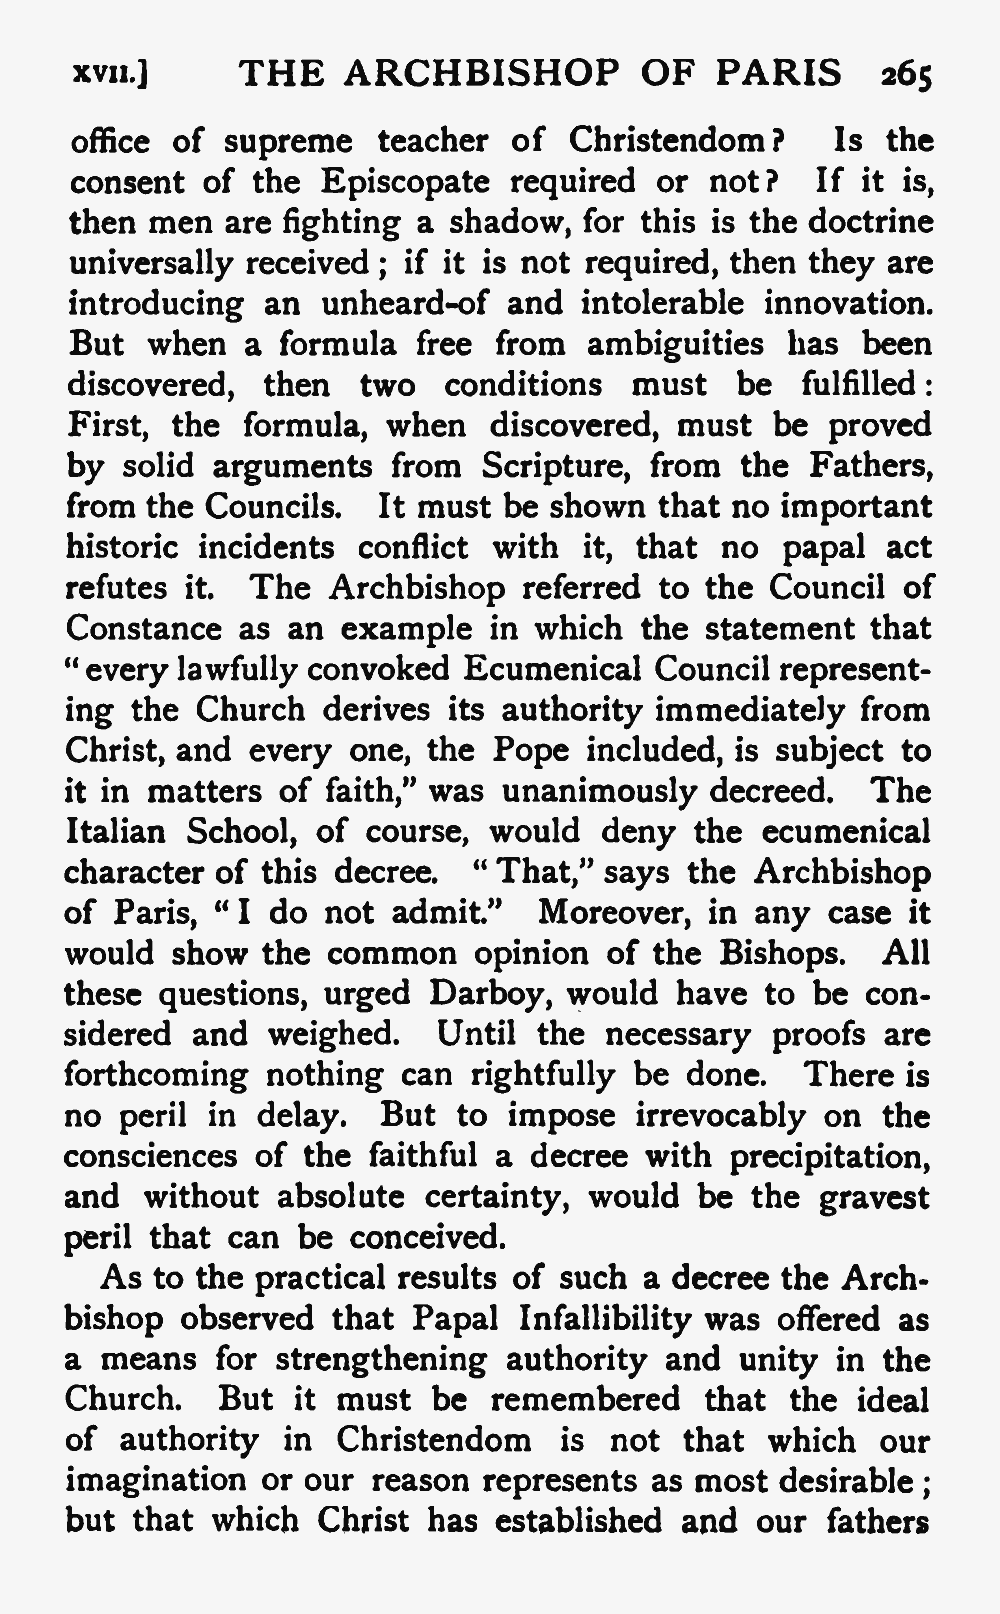 XVII.] THE ARCHBISHOP OF PARIS 265
office of supreme teacher of Christendom? Is the
consent of the Episcopate required or not? If it is,
then men are fighting a shadow, for this is the doctrine
universally received; if it is not required, then they are
introducing an unheard-of and intolerable innovation.
But when a formula free from ambiguities has been
discovered, then two conditions must be fulfilled:
First, the formula, when discovered, must be proved
by solid arguments from Scripture, from the Fathers,
from the Councils. It must be shown that no important
historic incidents conflict with it, that no papal act
refutes it. The Archbishop referred to the Council of
Constance as an example in which the statement that
“every lawfully convoked Ecumenical Council represent-
ing the Church derives its authority immediately from
Christ, and every one, the Pope included, is subject to
it in matters of faith,” was unanimously decreed. The
Italian School, of course, would deny the ecumenical
character of this decree. “That,” says the Archbishop
of Paris, “I do not admit.” Moreover, in any case it
would show the common opinion of the Bishops. All
these questions, urged Darboy, would have to be con-
sidered and weighed. Until the necessary proofs are
forthcoming nothing can rightfully be done. There is
no peril in delay. But to impose irrevocably on the
consciences of the faithful a decree with precipitation,
and without absolute certainty, would be the gravest
peril that can be conceived.
As to the practical results of such a decree the Arch-
bishop observed that Papal Infallibility was offered as
a means for strengthening authority and unity in the
Church. But it must be remembered that the ideal
of authority in Christendom is not that which our
imagination or our reason represents as most desirable;
but that which Christ has established and our fathers